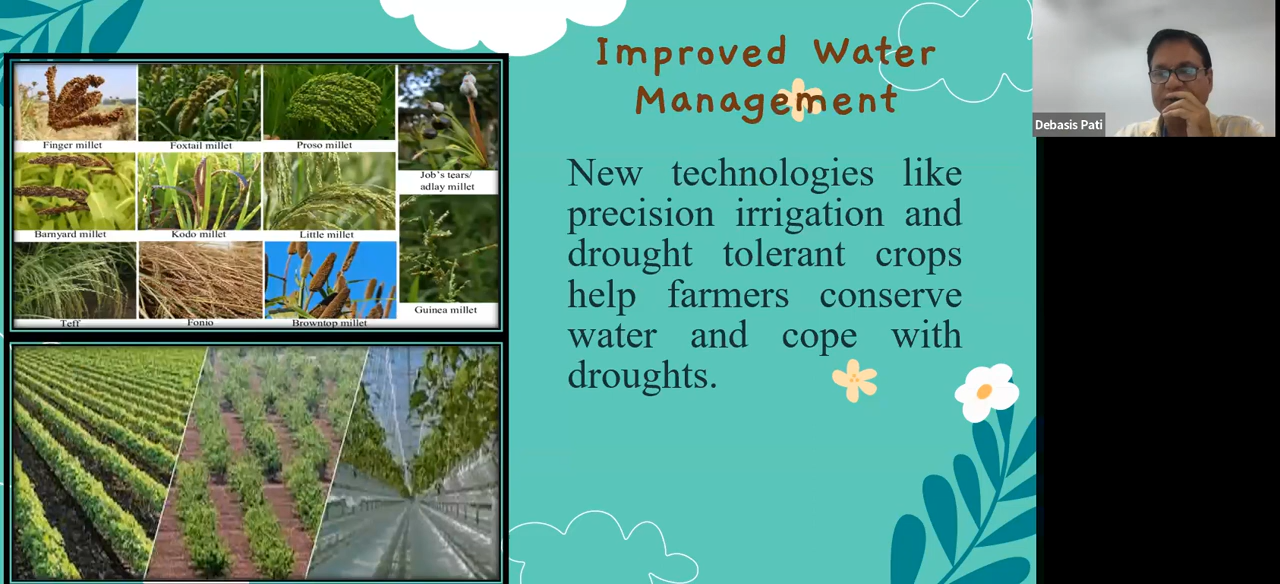 Improved Water
Management
Debasis Pati
Finger millet
Foxtail millet
Proso millet
Job's tears/
adlay millet
Barnyard millet
Kodo millet
Little millet
Guinea millet
Teff
Fonio
Browntop millet
New technologies like
precision irrigation and
drought tolerant crops
help farmers conserve
water and cope with
droughts.